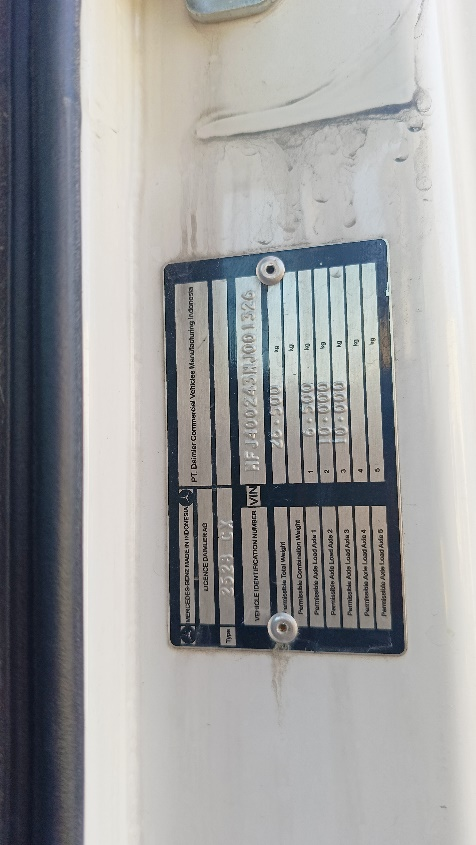 MERCEDES-BENZ MADE IN INDONESIA PT. Daimler Commercial Vehicles Manufacturing Indonesia
LICENCE DAIMLER AG
Type 2528 CX
VEHICLE IDENTIFICATION NUMBER VIN MFJ400243MJ001326
Permissible Total Weight 26.500 kg
Permissible Combination Weight kg
Permissible Axle Load Axle 1 1 6.500 kg
Permissible Axle Load Axle 2 2 10.000 kg
Permissible Axle Load Axle 3 3 10.000 kg
Permissible Axle Load Axle 4 4 kg
Permissible Axle Load Axle 5 5 kg